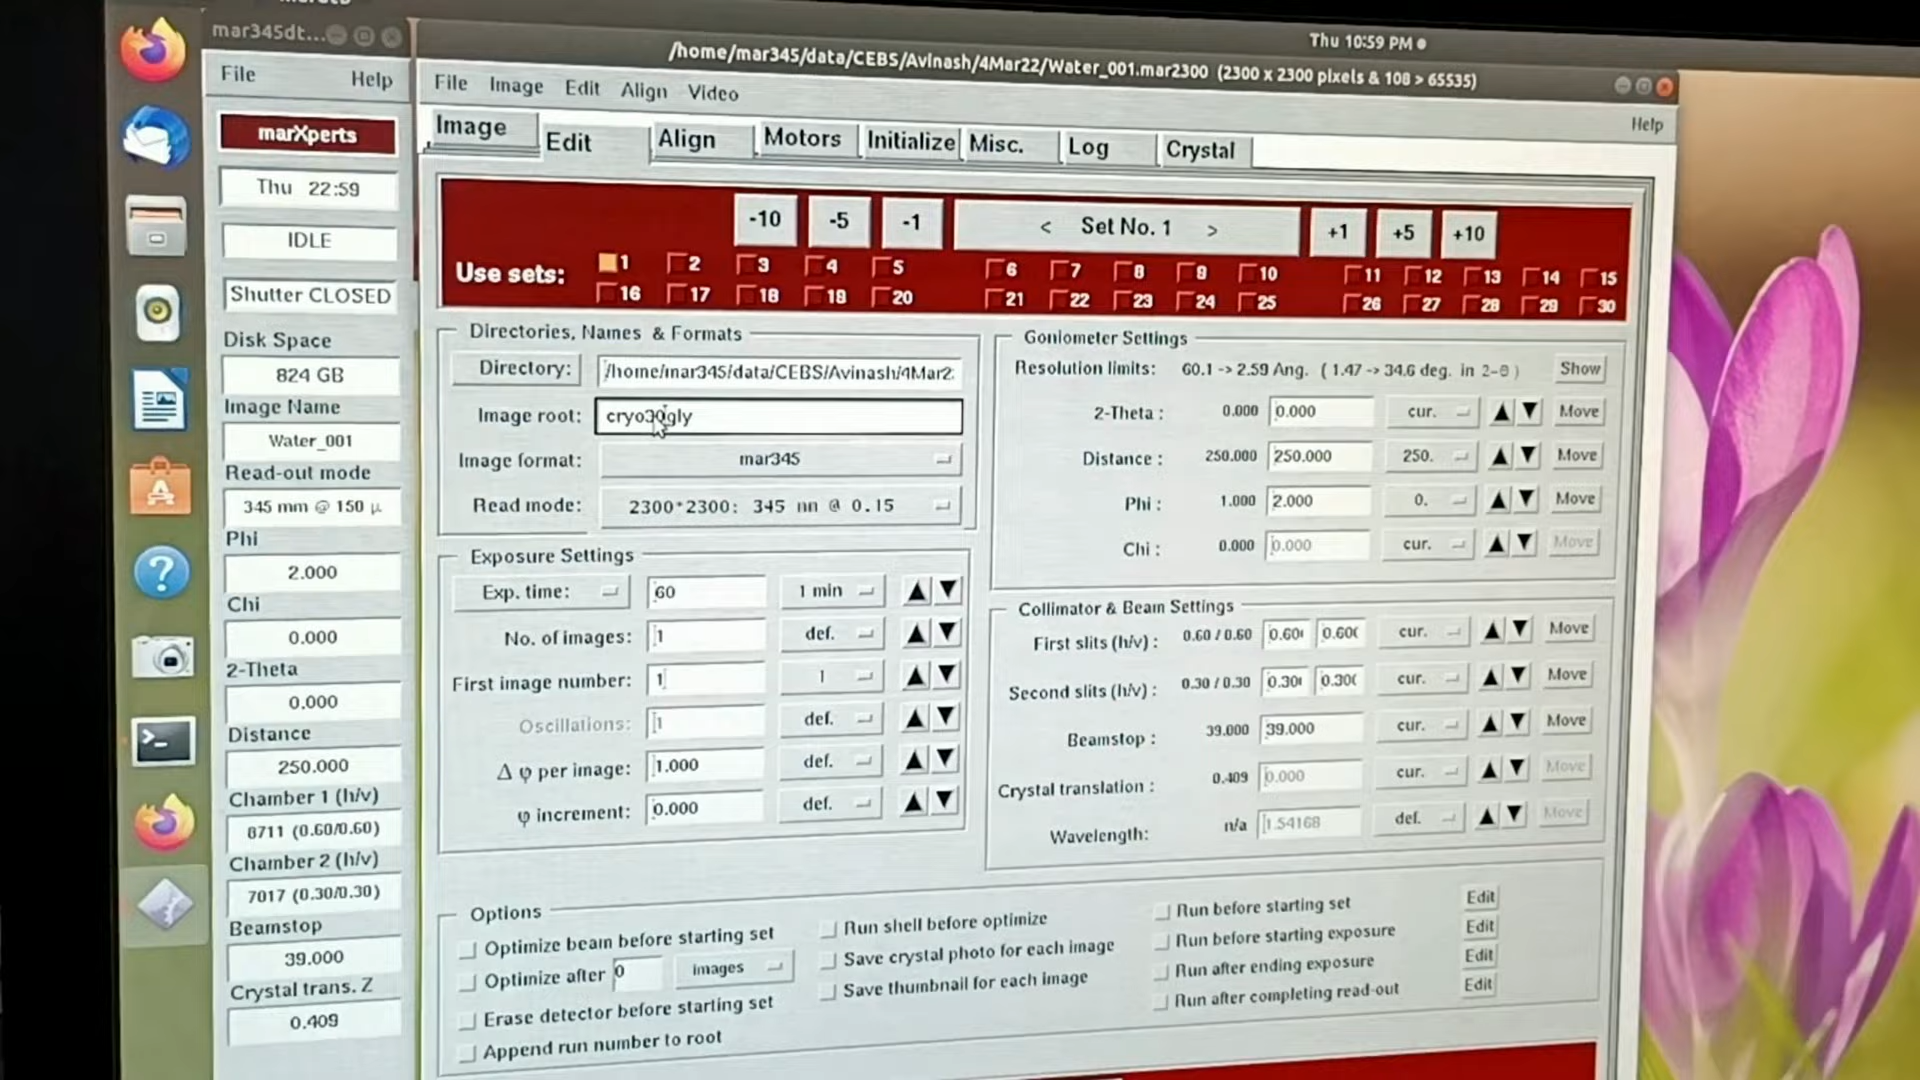 mar345dt...
File Help
marXperts
Thu 22:59
IDLE
Shutter CLOSED
Disk Space
824 GB
Image Name
Water_001
Read-out mode
345 mm @ 150 µ
Phi
2.000
Chi
0.000
2-Theta
0.000
Distance
250.000
Chamber 1 (h/v)
8711 (0.60/0.60)
Chamber 2 (h/v)
7017 (0.30/0.30)
Beamstop
39.000
Crystal trans. Z
0.409
Thu 10:59 PM
/home/mar345/data/CEBS/Avinash/4Mar22/Water_001.mar2300 (2300 x 2300 pixels & 108 > 65535)
File Image Edit Align Video Help
Image Edit Align Motors Initialize Misc. Log Crystal
-10 -5 -1 < Set No. 1 > +1 +5 +10
Use sets: 1 2 3 4 5 6 7 8 9 10 11 12 13 14 15
16 17 18 19 20 21 22 23 24 25 26 27 28 29 30
Directories, Names & Formats
Directory: /home/mar345/data/CEBS/Avinash/4Mar2
Image root: cryo30gly
Image format: mar345
Read mode: 2300*2300: 345 mm @ 0.15
Exposure Settings
Exp. time: 60 1 min
No. of images: 1 def.
First image number: 1 1
Oscillations: 1 def.
Δ φ per image: 1.000 def.
φ increment: 0.000 def.
Goniometer Settings
Resolution limits: 60.1 -> 2.59 Ang. ( 1.47 -> 34.6 deg. in 2-θ ) Show
2-Theta : 0.000 0.000 cur. Move
Distance : 250.000 250.000 250. Move
Phi : 1.000 2.000 0. Move
Chi : 0.000 0.000 cur. Move
Collimator & Beam Settings
First slits (h/v) : 0.60 / 0.60 0.60 0.60 cur. Move
Second slits (h/v) : 0.30 / 0.30 0.30 0.30 cur. Move
Beamstop : 39.000 39.000 cur. Move
Crystal translation : 0.409 0.000 cur. Move
Wavelength: n/a 1.54168 def. Move
Options
Optimize beam before starting set
Optimize after 0 images
Erase detector before starting set
Append run number to root
Run shell before optimize
Save crystal photo for each image
Save thumbnail for each image
Run before starting set Edit
Run before starting exposure Edit
Run after ending exposure Edit
Run after completing read-out Edit